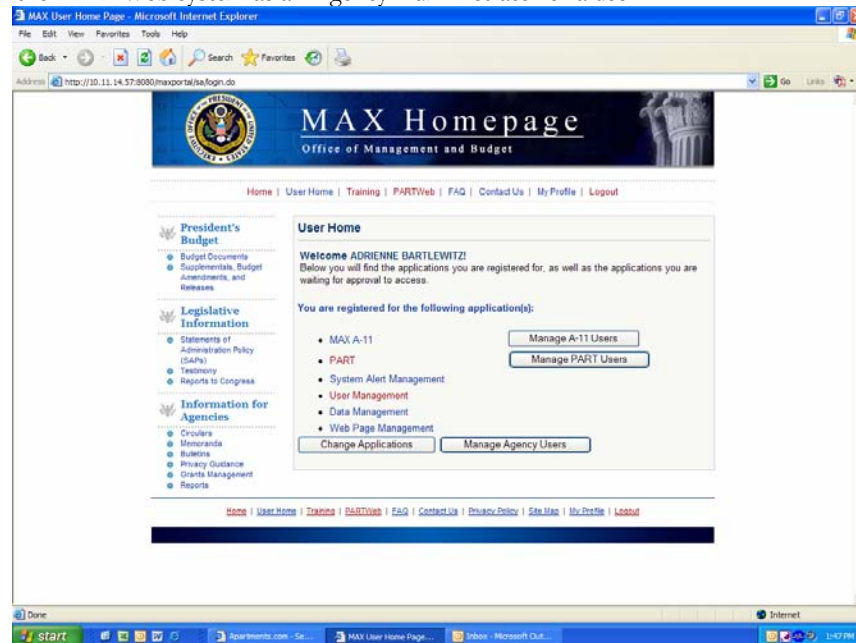 MAX User Home Page - Microsoft Internet Explorer
File Edit View Favorites Tools Help
Back Search Favorites
Address http://10.11.14.57:8080/maxportal/sa/login.do Go Links
MAX Homepage
Office of Management and Budget
Home | User Home | Training | PARTWeb | FAQ | Contact Us | My Profile | Logout
President's
Budget
Budget Documents
Supplementals, Budget
Amendments, and
Releases
Legislative
Information
Statements of
Administration Policy
(SAPs)
Testimony
Reports to Congress
Information for
Agencies
Circulars
Memoranda
Bulletins
Privacy Guidance
Grants Management
Reports
User Home
Welcome ADRIENNE BARTLEWITZ!
Below you will find the applications you are registered for, as well as the applications you are
waiting for approval to access.
You are registered for the following application(s):
MAX A-11 Manage A-11 Users
PART Manage PART Users
System Alert Management
User Management
Data Management
Web Page Management
Change Applications Manage Agency Users
Home | User Home | Training | PARTWeb | FAQ | Contact Us | Privacy Policy | Site Map | My Profile | Logout
Done Internet
start Apartments.com - Se... MAX User Home Page... Inbox - Microsoft Out... 1:47 PM